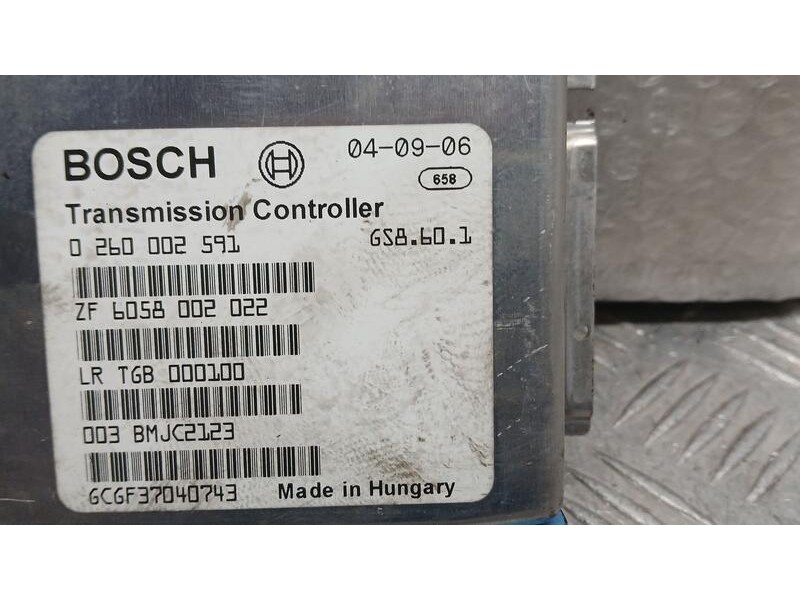 BOSCH 04-09-06
658
Transmission Controller
0 260 002 591 GS8.60.1
ZF 6058 002 022
LR TGB 000100
003 BMJC2123
GCGF37040743 Made in Hungary